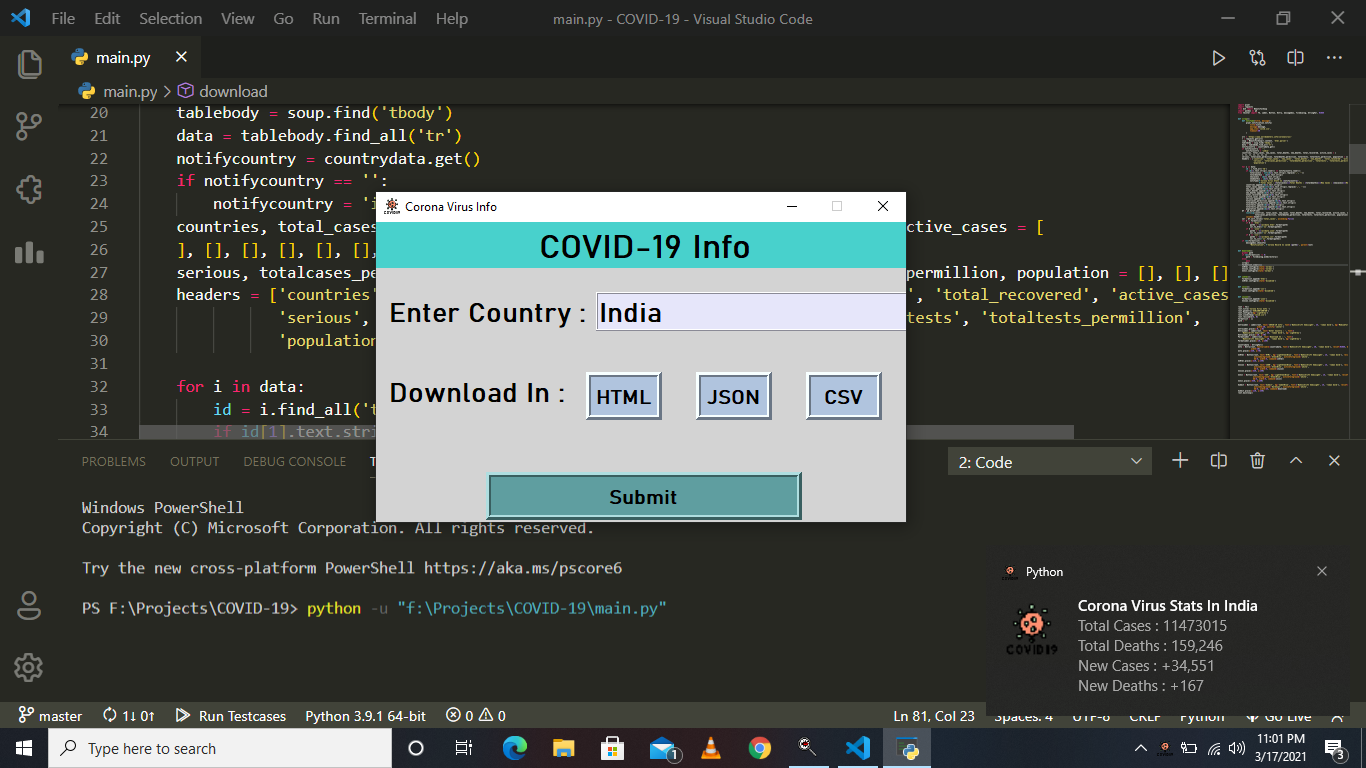 File Edit Selection View Go Run Terminal Help main.py - COVID-19 - Visual Studio Code
main.py
main.py > download
20 tablebody = soup.find('tbody')
21 data = tablebody.find_all('tr')
22 notifycountry = countrydata.get()
23 if notifycountry == '':
24 notifycountry = 'i
25 countries, total_cases ctive_cases = [
26 ], [], [], [], [], [],
27 serious, totalcases_pe permillion, population = [], [], []
28 headers = ['countries' ', 'total_recovered', 'active_cases'
29 'serious', tests', 'totaltests_permillion',
30 'population
31
32 for i in data:
33 id = i.find_all('t
34 if id[1].text.stri
Corona Virus Info
COVID-19 Info
Enter Country : India
Download In : HTML JSON CSV
Submit
PROBLEMS OUTPUT DEBUG CONSOLE 2: Code
Windows PowerShell
Copyright (C) Microsoft Corporation. All rights reserved.
Try the new cross-platform PowerShell https://aka.ms/pscore6
PS F:\Projects\COVID-19> python -u "f:\Projects\COVID-19\main.py"
Python
COVID19
Corona Virus Stats In India
Total Cases : 11473015
Total Deaths : 159,246
New Cases : +34,551
New Deaths : +167
master 1↓ 0↑ Run Testcases Python 3.9.1 64-bit 0 0 Ln 81, Col 23 Spaces: 4 UTF-8 CRLF Python Go Live
Type here to search
1
11:01 PM
3/17/2021
3